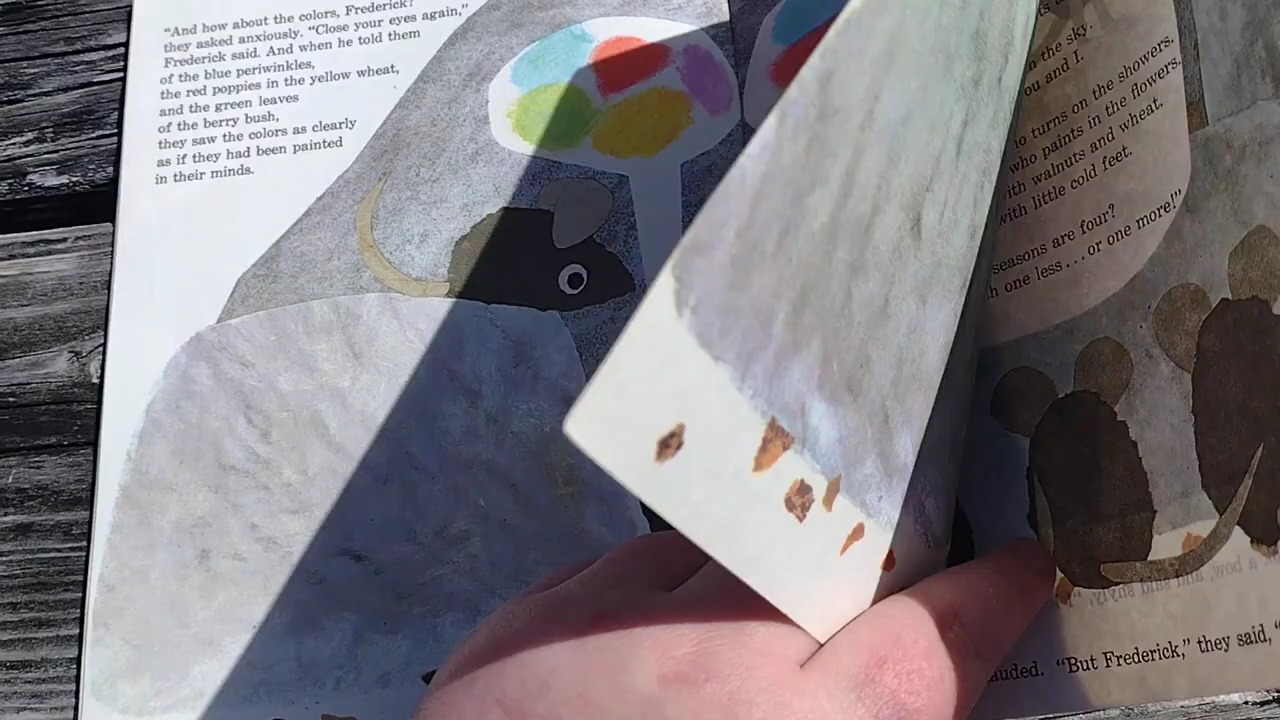 "And how about the colors, Frederick?"
they asked anxiously. "Close your eyes again,"
Frederick said. And when he told them
of the blue periwinkles,
the red poppies in the yellow wheat,
and the green leaves
of the berry bush,
they saw the colors as clearly
as if they had been painted
in their minds.
n the sky.
ou and I.
o turns on the showers.
who paints in the flowers.
ith walnuts and wheat.
with little cold feet.
seasons are four?
h one less . . . or one more!"
auded. "But Frederick," they said, "